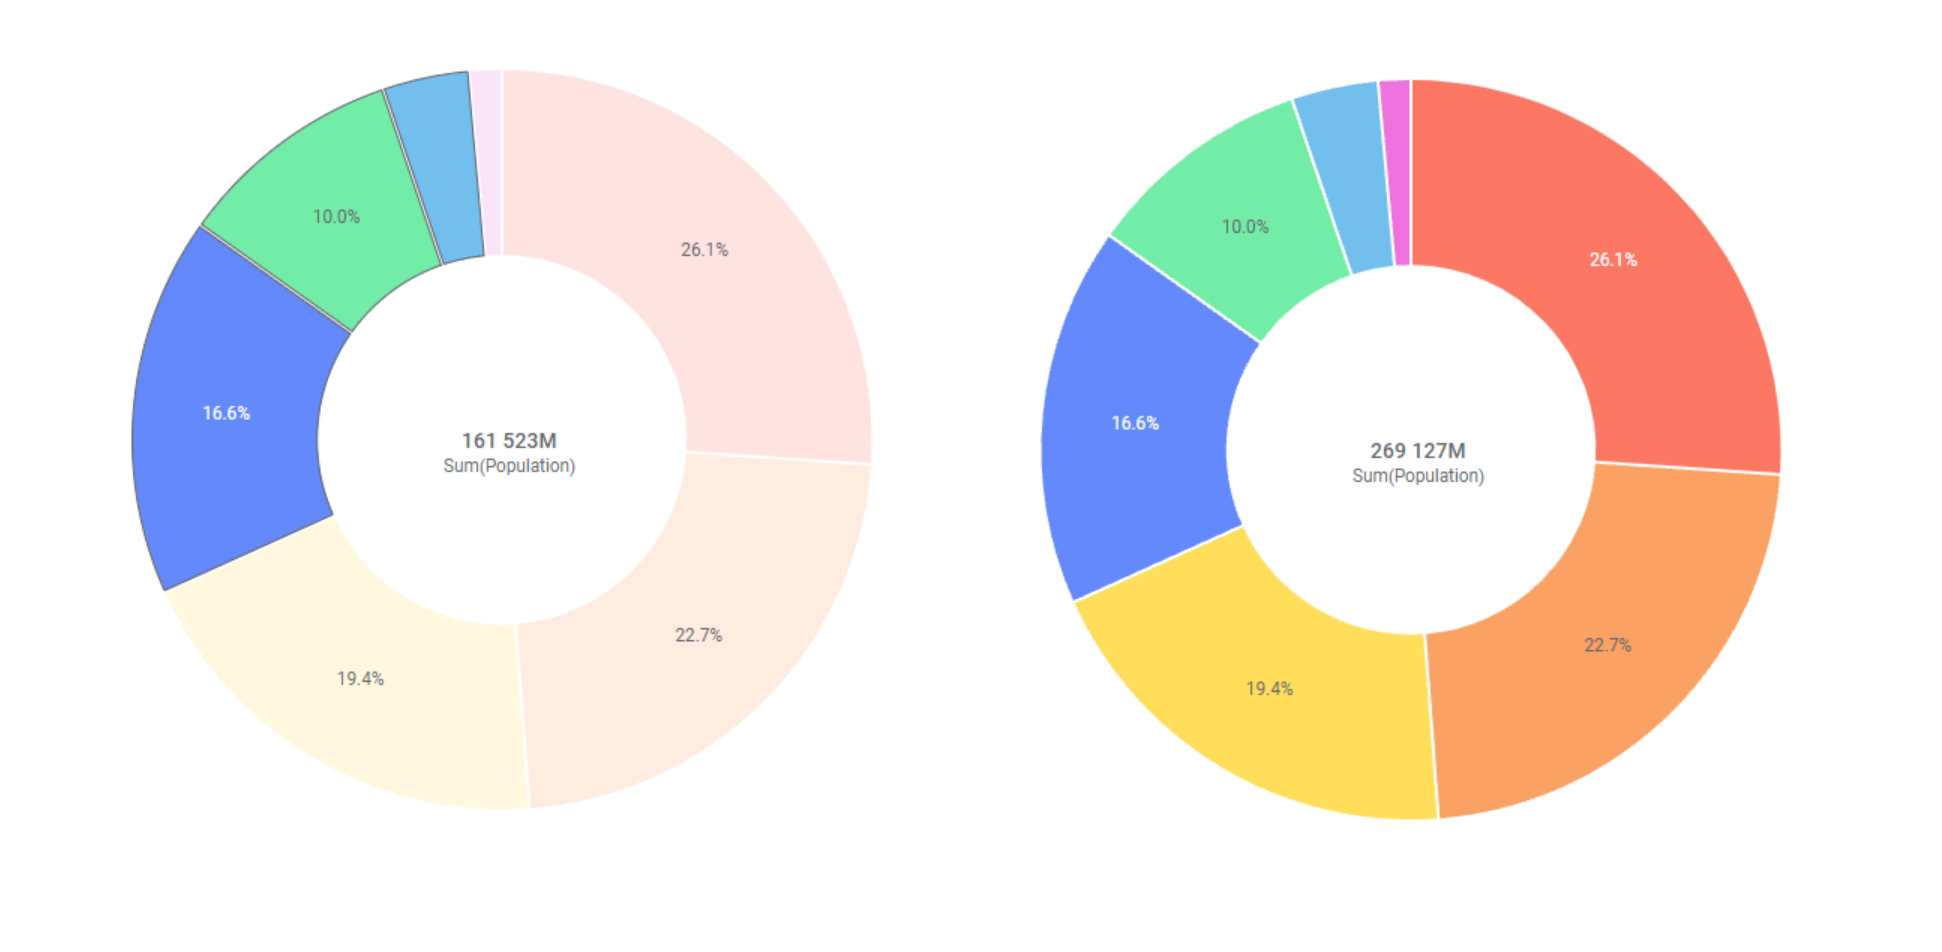 10.0%
26.1%
16.6%
161 523M
Sum(Population)
22.7%
19.4%
10.0%
26.1%
16.6%
269 127M
Sum(Population)
22.7%
19.4%